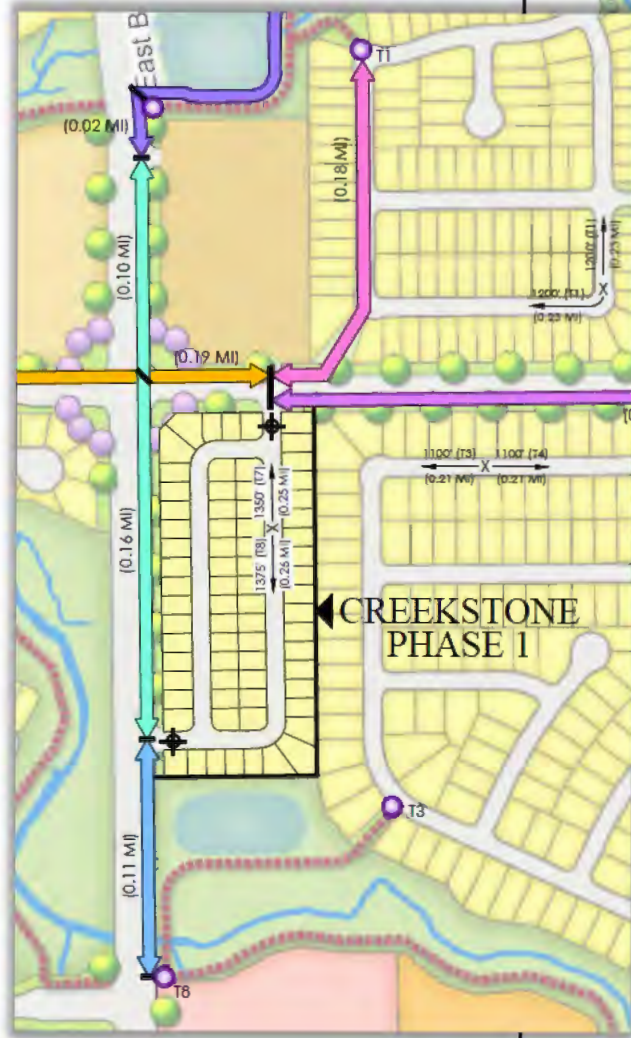 East B
T1
(0.02 MI)
(0.18 MI)
(0.10 MI)
1200' (T1)
(0.23 MI)
X
1200' (T1)
(0.23 MI)
(0.19 MI)
1100' (T3) X 1100' (T4)
(0.21 MI) (0.21 MI)
1350' (T7)
(0.25 MI)
X
1375' (T8)
(0.26 MI)
(0.16 MI)
CREEKSTONE
PHASE 1
T3
(0.11 MI)
T8